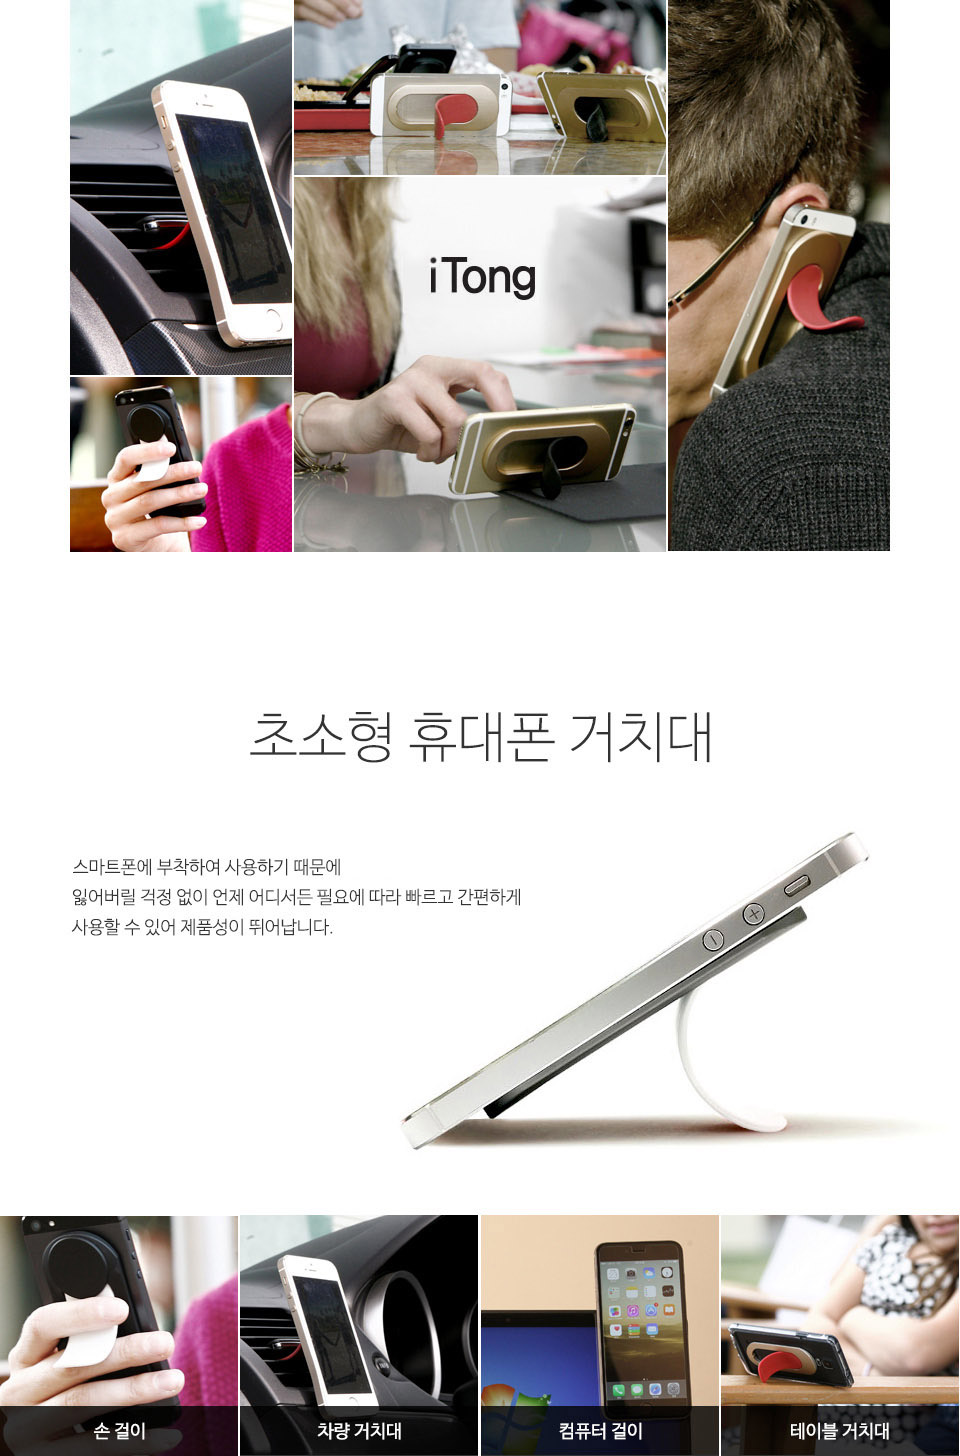 iTong
초소형 휴대폰 거치대
스마트폰에 부착하여 사용하기 때문에
잃어버릴 걱정 없이 언제 어디서든 필요에 따라 빠르고 간편하게
사용할 수 있어 제품성이 뛰어납니다.
손 걸이
차량 거치대
컴퓨터 걸이
테이블 거치대